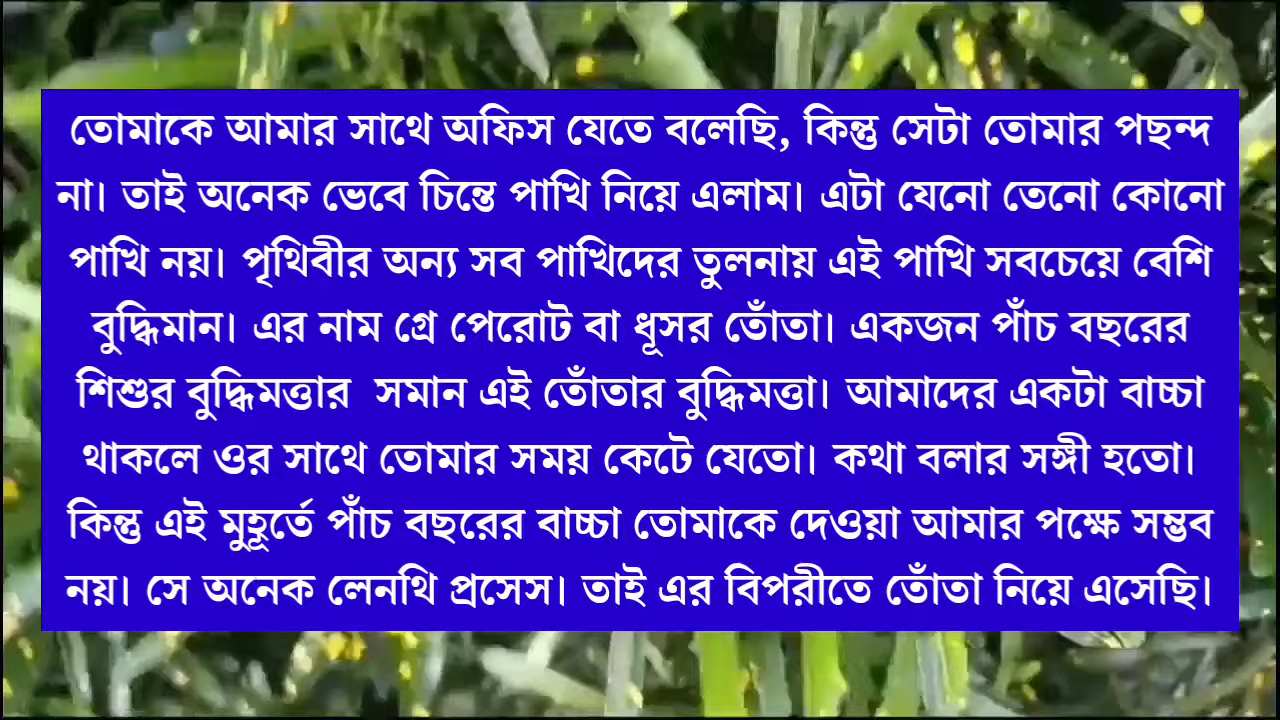 তোমাকে আমার সাথে অফিস যেতে বলেছি, কিন্তু সেটা তোমার পছন্দ
না। তাই অনেক ভেবে চিন্তে পাখি নিয়ে এলাম। এটা যেনো তেনো কোনো
পাখি নয়। পৃথিবীর অন্য সব পাখিদের তুলনায় এই পাখি সবচেয়ে বেশি
বুদ্ধিমান। এর নাম গ্রে পেরোট বা ধূসর তোঁতা। একজন পাঁচ বছরের
শিশুর বুদ্ধিমত্তার  সমান এই তোঁতার বুদ্ধিমত্তা। আমাদের একটা বাচ্চা
থাকলে ওর সাথে তোমার সময় কেটে যেতো। কথা বলার সঙ্গী হতো।
কিন্তু এই মুহূর্তে পাঁচ বছরের বাচ্চা তোমাকে দেওয়া আমার পক্ষে সম্ভব
নয়। সে অনেক লেনথি প্রসেস। তাই এর বিপরীতে তোঁতা নিয়ে এসেছি।